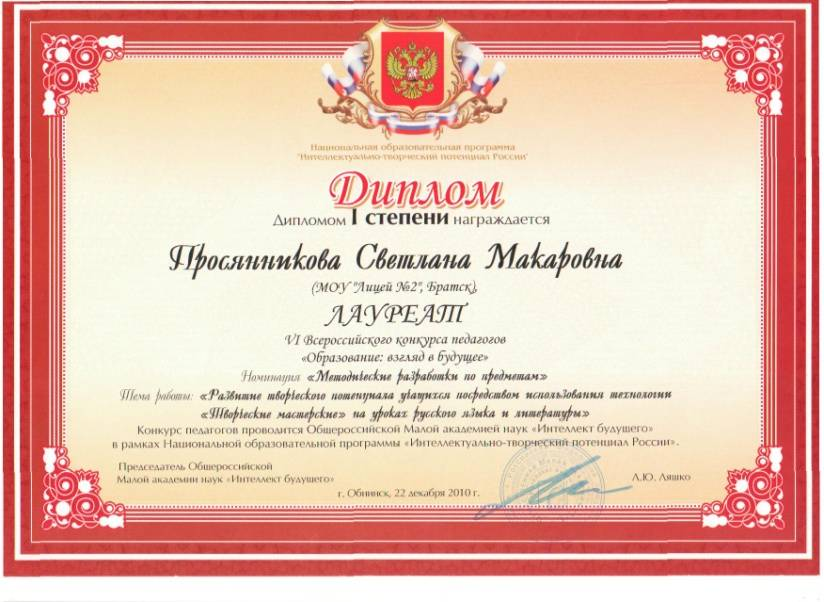 Национальная образовательная программа
"Интеллектуально-творческий потенциал России"
Диплом
Дипломом I степени награждается
Просянникова Светлана Макаровна
(МОУ "Лицей №2", Братск),
ЛАУРЕАТ
VI Всероссийского конкурса педагогов
«Образование: взгляд в будущее»
Номинация «Методические разработки по предметам»
Тема работы: «Развитие творческого потенциала учащихся посредством использования технологии
«Творческие мастерские» на уроках русского языка и литературы»
Конкурс педагогов проводится Общероссийской Малой академией наук «Интеллект будущего»
в рамках Национальной образовательной программы «Интеллектуально-творческий потенциал России».
Председатель Общероссийской
Малой академии наук «Интеллект будущего»
Л.Ю. Ляшко
г. Обнинск, 22 декабря 2010 г.